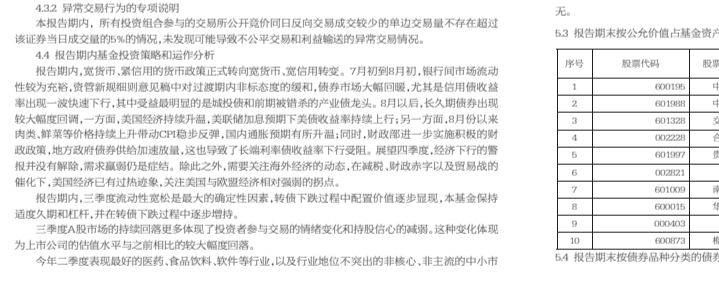 4.3.2 异常交易行为的专项说明
本报告期内，所有投资组合参与的交易所公开竞价同日反向交易成交较少的单边交易量不存在超过
该证券当日成交量的5%的情况，未发现可能导致不公平交易和利益输送的异常交易情况。
4.4 报告期内基金投资策略和运作分析
报告期内，宽货币、紧信用的货币政策正式转向宽货币、宽信用转变。7月初到8月初，银行间市场流动
性较为充裕，资管新规细则意见稿中对过渡期内非标态度的缓和，债券市场大幅回暖，尤其是信用债收益
率出现一波快速下行，其中受益最明显的是城投债和前期被错杀的产业债龙头。8月以后，长久期债券出现
较大幅度回调，一方面，美国经济持续升温，美联储加息预期下美债收益率持续上行；另一方面，8月份以来
肉类、鲜菜等价格持续上升带动CPI稳步反弹，国内通胀预期有所升温；同时，财政部进一步实施积极的财
政政策，地方政府债券供给加速放量，这也导致了长端利率债收益率下行受阻。展望四季度，经济下行的警
报并没有解除，需求羸弱仍是症结。除此之外，需要关注海外经济的动态，在减税、财政赤字以及贸易战的
催化下，美国经济已有过热迹象，关注美国与欧盟经济相对强弱的拐点。
报告期内，三季度流动性宽松是最大的确定性因素，转债下跌过程中配置价值逐步显现，本基金保持
适度久期和杠杆，并在转债下跌过程中逐步增持。
三季度A股市场的持续回落更多体现了投资者参与交易的情绪变化和持股信心的减弱。这种变化体现
为上市公司的估值水平与之前相比的较大幅度回落。
今年二季度表现最好的医药、食品饮料、软件等行业，以及行业地位不突出的非核心、非主流的中小市
无。
5.3 报告期末按公允价值占基金资产
序号 股票代码 股票
1 600195 中
2 601988 中
3 601328 交
4 002228 合
5 601997 贵
6 002821
7 601009 南
8 600015 华
9 000403
10 600873 梅
5.4 报告期末按债券品种分类的债券